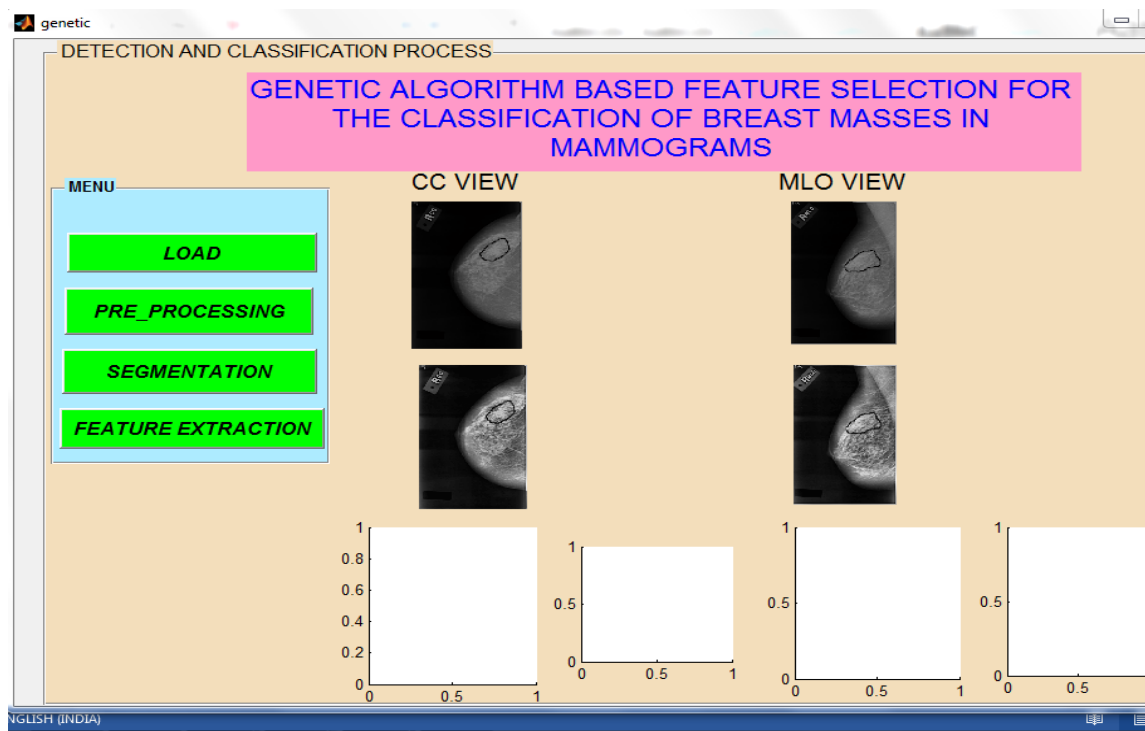 genetic
DETECTION AND CLASSIFICATION PROCESS
GENETIC ALGORITHM BASED FEATURE SELECTION FOR
THE CLASSIFICATION OF BREAST MASSES IN
MAMMOGRAMS
MENU
LOAD
PRE_PROCESSING
SEGMENTATION
FEATURE EXTRACTION
CC VIEW
MLO VIEW
1
0.8
0.6
0.4
0.2
0
0 0.5 1
1
0.5
0
0 0.5 1
1
0.5
0
0 0.5 1
1
0.5
0
0 0.5
NGLISH (INDIA)